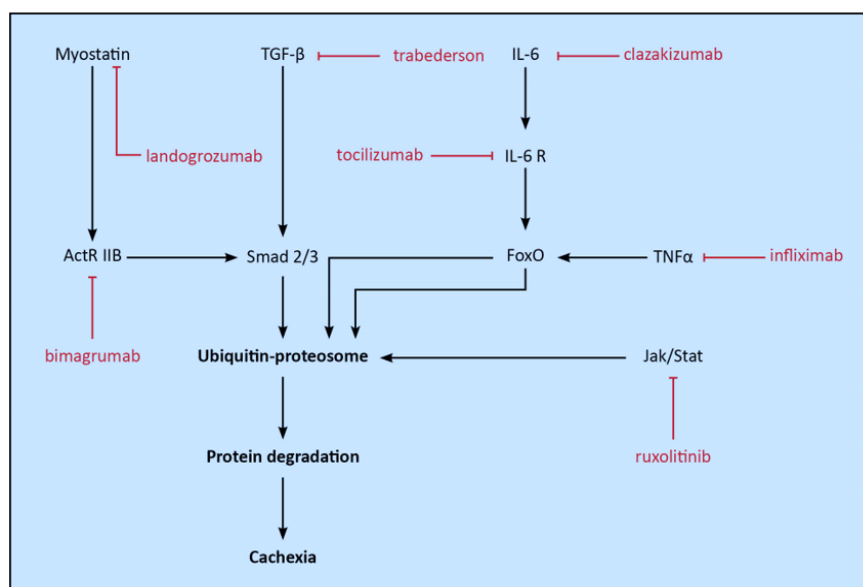 Myostatin
TGF-β
trabederson
IL-6
clazakizumab
landogrozumab
tocilizumab
IL-6 R
ActR IIB
Smad 2/3
FoxO
TNFα
infliximab
bimagrumab
Ubiquitin-proteosome
Jak/Stat
Protein degradation
ruxolitinib
Cachexia